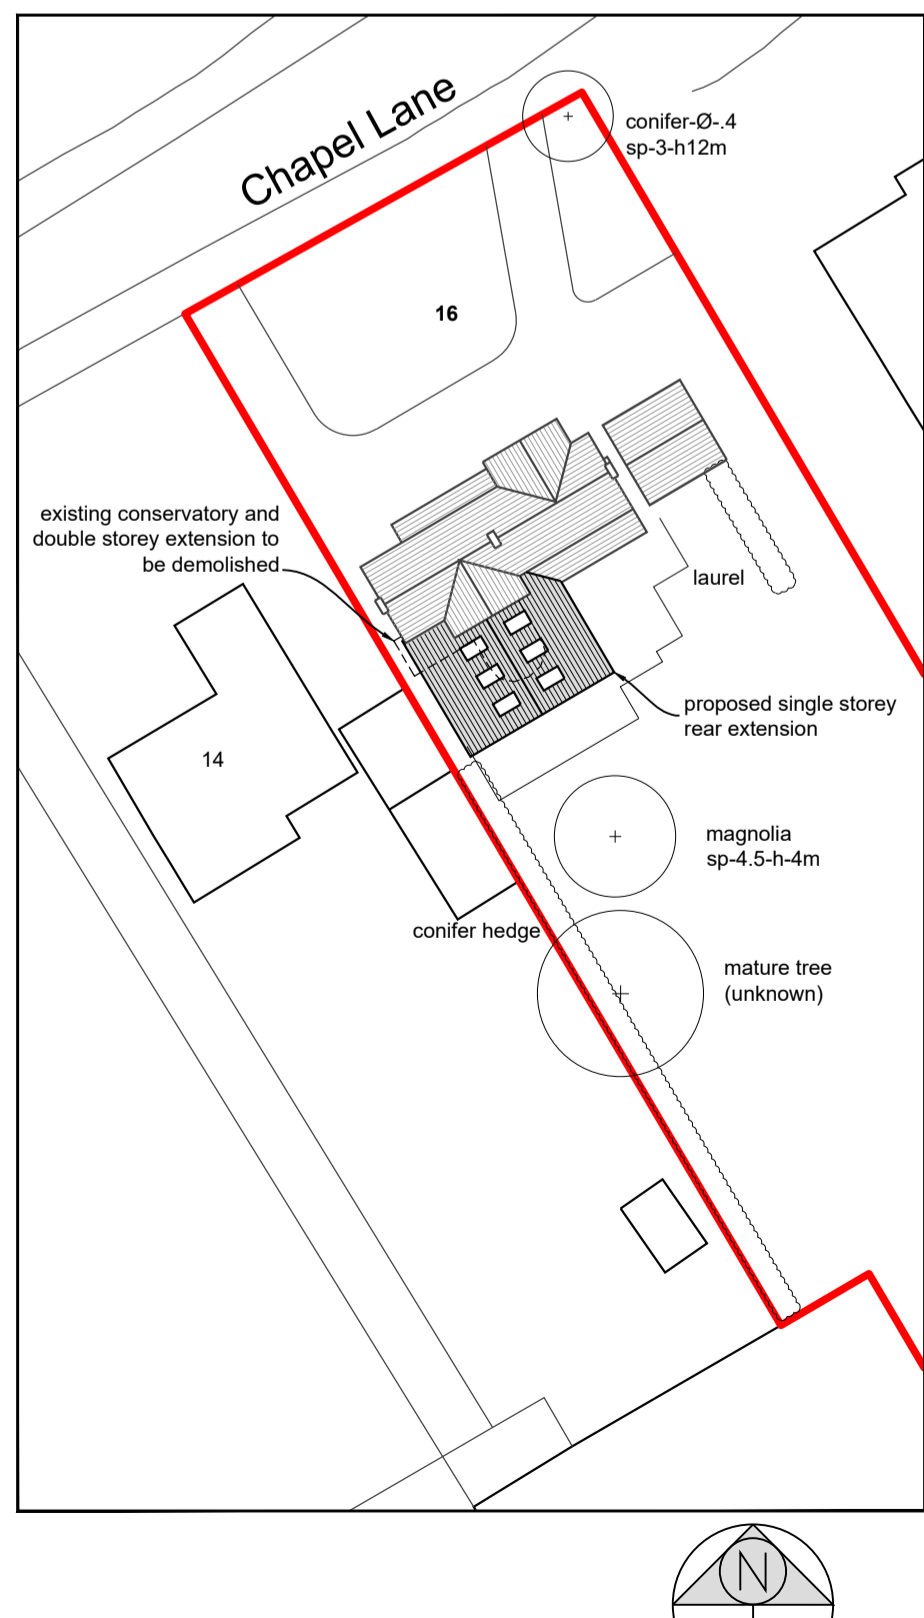 Chapel Lane
conifer-Ø-.4
sp-3-h12m
16
existing conservatory and
double storey extension to
be demolished
laurel
proposed single storey
rear extension
14
magnolia
sp-4.5-h-4m
conifer hedge
mature tree
(unknown)
N